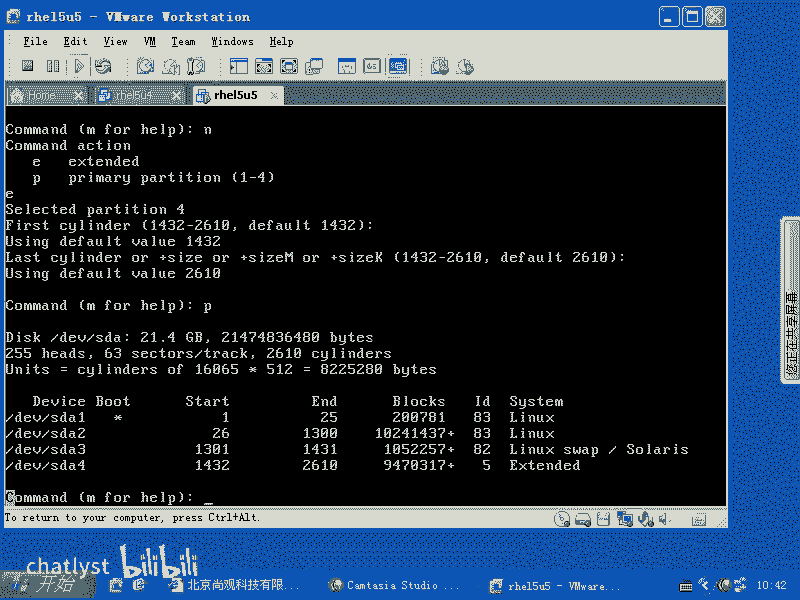 rhel5u5 - VMware Workstation
File Edit View VM Team Windows Help
Home rhel5u4 rhel5u5
Command (m for help): n
Command action
e extended
p primary partition (1-4)
e
Selected partition 4
First cylinder (1432-2610, default 1432):
Using default value 1432
Last cylinder or +size or +sizeM or +sizeK (1432-2610, default 2610):
Using default value 2610
Command (m for help): p
Disk /dev/sda: 21.4 GB, 21474836480 bytes
255 heads, 63 sectors/track, 2610 cylinders
Units = cylinders of 16065 * 512 = 8225280 bytes
Device Boot Start End Blocks Id System
/dev/sda1 * 1 25 200781 83 Linux
/dev/sda2 26 1300 10241437+ 83 Linux
/dev/sda3 1301 1431 1052257+ 82 Linux swap / Solaris
/dev/sda4 1432 2610 9470317+ 5 Extended
Command (m for help): _
To return to your computer, press Ctrl+Alt.
您正在共享屏幕
chatlyst bilibili
开始 北京尚观科技有限... Camtasia Studio ... rhel5u5 - VMware... 10:42